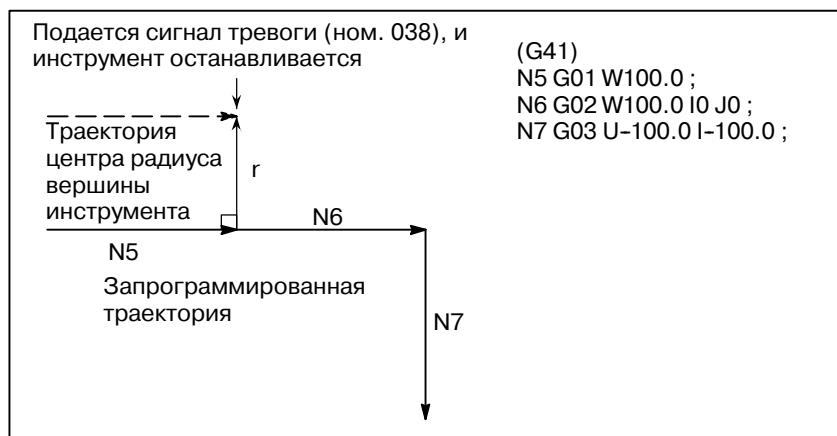 Подается сигнал тревоги (ном. 038), и
инструмент останавливается
(G41)
N5 G01 W100.0 ;
N6 G02 W100.0 I0 J0 ;
N7 G03 U-100.0 I-100.0 ;
Траектория
центра радиуса
вершины
инструмента
r
N6
N5
Запрограммированная
траектория
N7